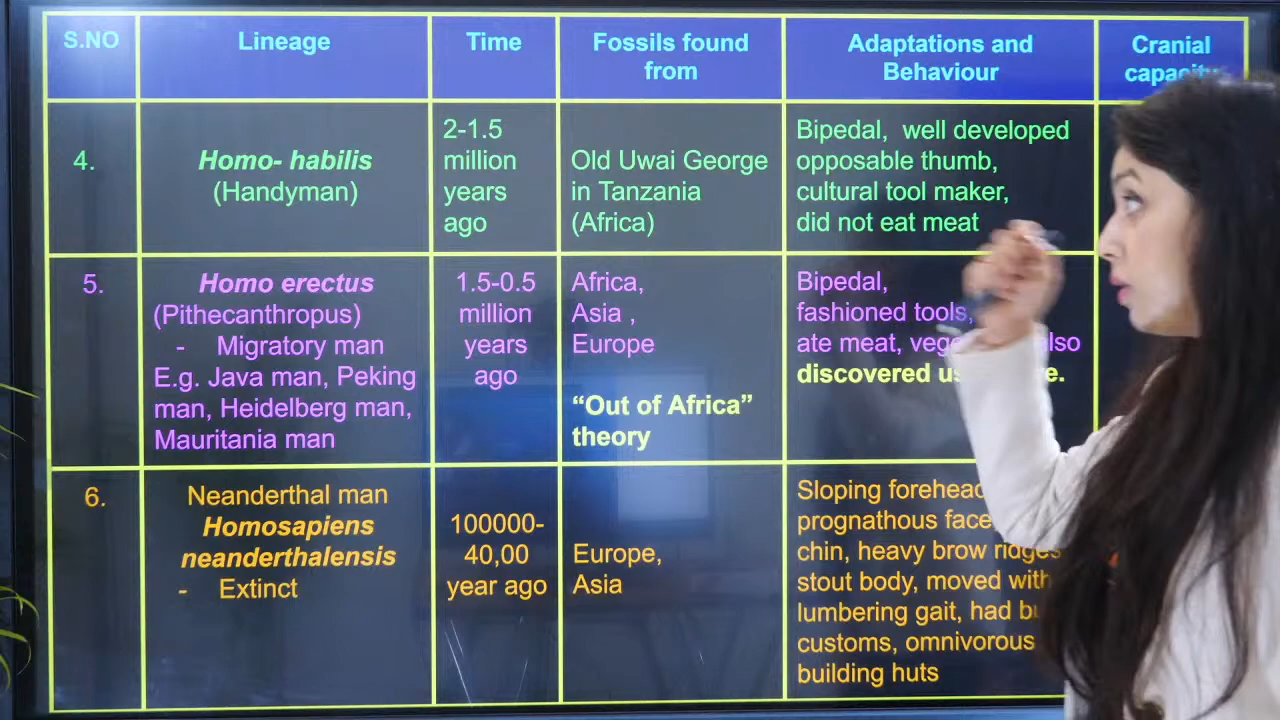 S.NO
Lineage
Time
Fossils found
from
Adaptations and
Behaviour
Cranial
capacity
4.
Homo- habilis
(Handyman)
2-1.5
million
years
ago
Old Uwai George
in Tanzania
(Africa)
Bipedal, well developed
opposable thumb,
cultural tool maker,
did not eat meat
5.
Homo erectus
(Pithecanthropus)
- Migratory man
E.g. Java man, Peking
man, Heidelberg man,
Mauritania man
1.5-0.5
million
years
ago
Africa,
Asia ,
Europe
“Out of Africa”
theory
Bipedal,
fashioned tools,
ate meat, also
discovered
6.
Neanderthal man
Homosapiens
neanderthalensis
- Extinct
100000-
40,00
year ago
Europe,
Asia
Sloping forehead
prognathous face
chin, heavy brow ridges
stout body, moved with
lumbering gait, had
customs, omnivorous
building huts